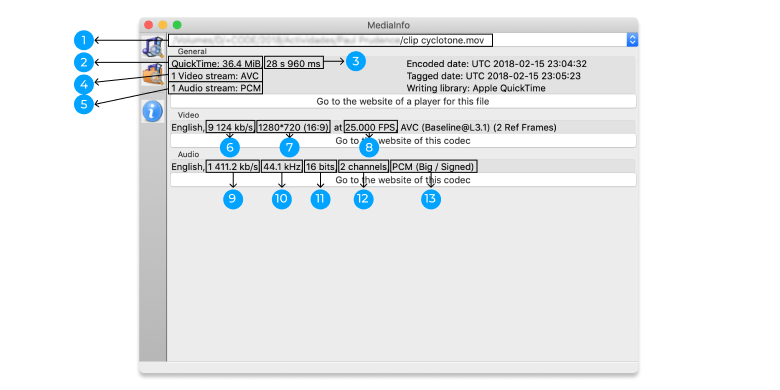 MediaInfo
1 /clip cyclotone.mov
General
2 QuickTime: 36.4 MiB 28 s 960 ms 3 Encoded date: UTC 2018-02-15 23:04:32
4 1 Video stream: AVC Tagged date: UTC 2018-02-15 23:05:23
5 1 Audio stream: PCM Writing library: Apple QuickTime
Go to the website of a player for this file
Video
English, 9 124 kb/s 1280*720 (16:9) at 25.000 FPS AVC (Baseline@L3.1) (2 Ref Frames)
Go to the website of this codec
6 7 8
Audio
English, 1 411.2 kb/s 44.1 kHz 16 bits 2 channels PCM (Big / Signed)
Go to the website of this codec
9 10 11 12 13